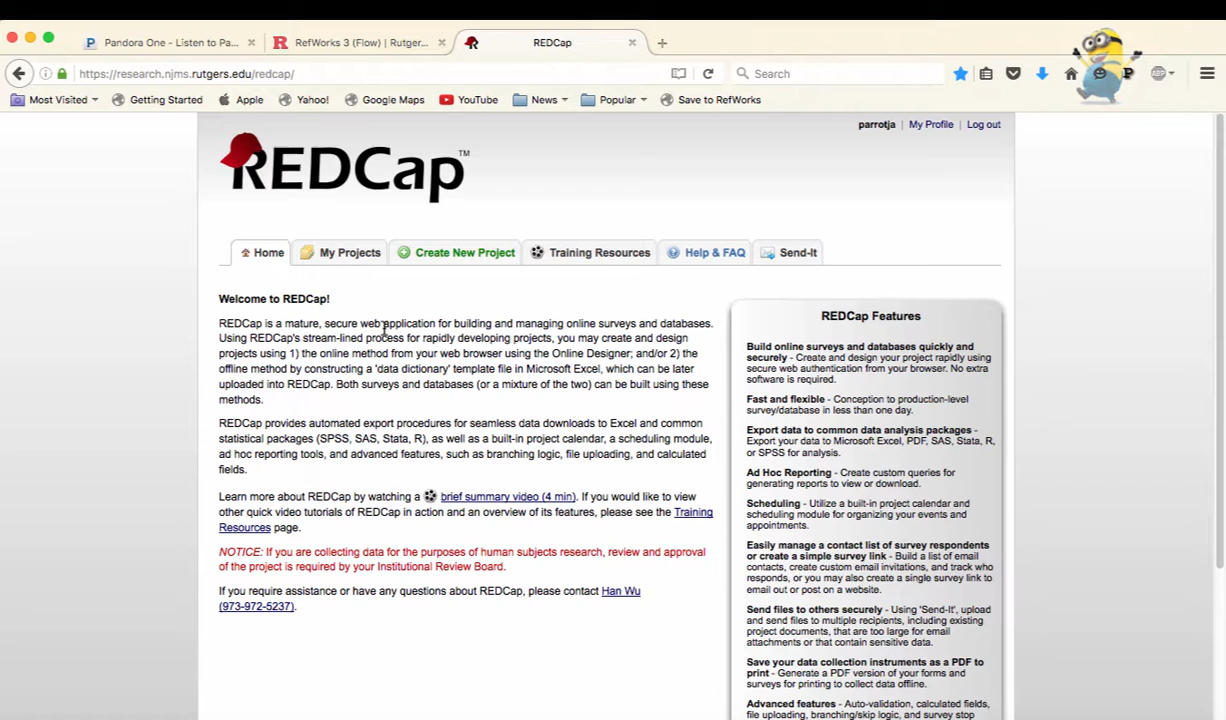 Pandora One - Listen to Pa...
RefWorks 3 (Flow) | Rutger...
REDCap
https://research.njms.rutgers.edu/redcap/
Search
P
ABP
Most Visited
Getting Started
Apple
Yahoo!
Google Maps
YouTube
News
Popular
Save to RefWorks
parrotja | My Profile | Log out
REDCap™
Home
My Projects
Create New Project
Training Resources
Help & FAQ
Send-It
Welcome to REDCap!
REDCap is a mature, secure web application for building and managing online surveys and databases.
Using REDCap's stream-lined process for rapidly developing projects, you may create and design
projects using 1) the online method from your web browser using the Online Designer; and/or 2) the
offline method by constructing a 'data dictionary' template file in Microsoft Excel, which can be later
uploaded into REDCap. Both surveys and databases (or a mixture of the two) can be built using these
methods.
REDCap provides automated export procedures for seamless data downloads to Excel and common
statistical packages (SPSS, SAS, Stata, R), as well as a built-in project calendar, a scheduling module,
ad hoc reporting tools, and advanced features, such as branching logic, file uploading, and calculated
fields.
Learn more about REDCap by watching a brief summary video (4 min). If you would like to view
other quick video tutorials of REDCap in action and an overview of its features, please see the Training
Resources page.
NOTICE: If you are collecting data for the purposes of human subjects research, review and approval
of the project is required by your Institutional Review Board.
If you require assistance or have any questions about REDCap, please contact Han Wu
(973-972-5237).
REDCap Features
Build online surveys and databases quickly and
securely - Create and design your project rapidly using
secure web authentication from your browser. No extra
software is required.
Fast and flexible - Conception to production-level
survey/database in less than one day.
Export data to common data analysis packages -
Export your data to Microsoft Excel, PDF, SAS, Stata, R,
or SPSS for analysis.
Ad Hoc Reporting - Create custom queries for
generating reports to view or download.
Scheduling - Utilize a built-in project calendar and
scheduling module for organizing your events and
appointments.
Easily manage a contact list of survey respondents
or create a simple survey link - Build a list of email
contacts, create custom email invitations, and track who
responds, or you may also create a single survey link to
email out or post on a website.
Send files to others securely - Using 'Send-It', upload
and send files to multiple recipients, including existing
project documents, that are too large for email
attachments or that contain sensitive data.
Save your data collection instruments as a PDF to
print - Generate a PDF version of your forms and
surveys for printing to collect data offline.
Advanced features - Auto-validation, calculated fields,
file uploading, branching/skip logic, and survey stop